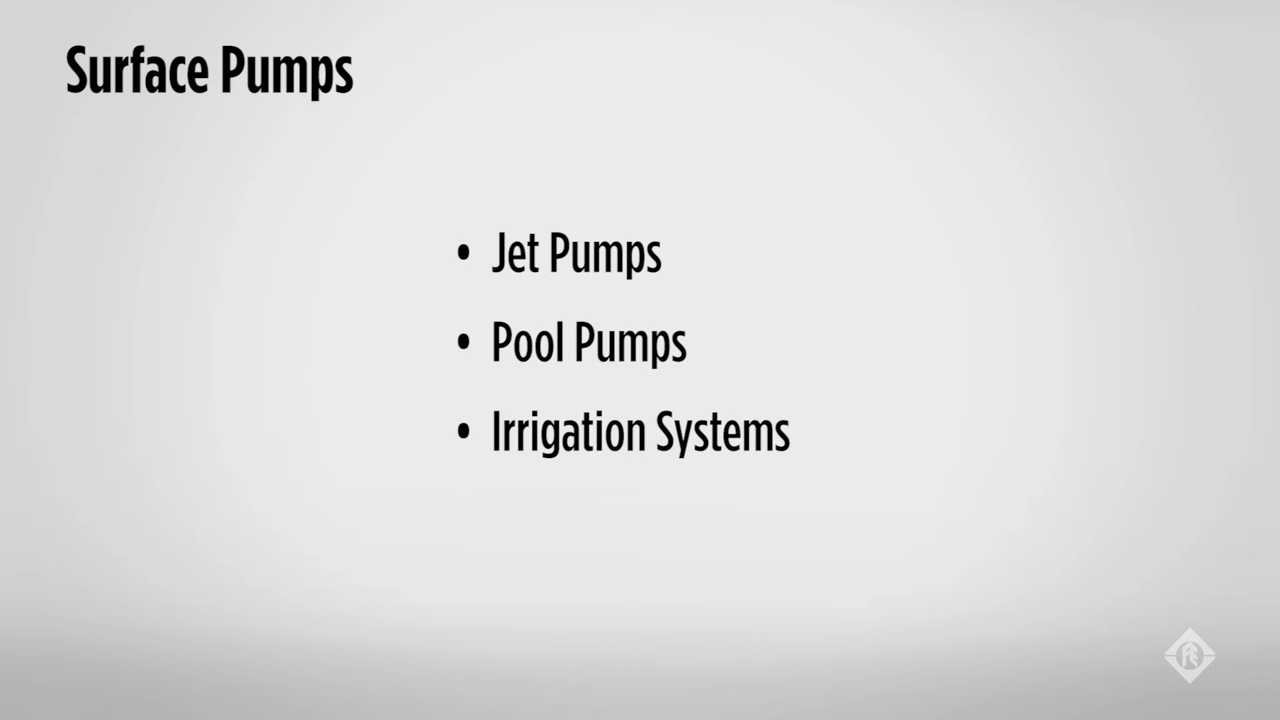 Surface Pumps
• Jet Pumps
• Pool Pumps
• Irrigation Systems